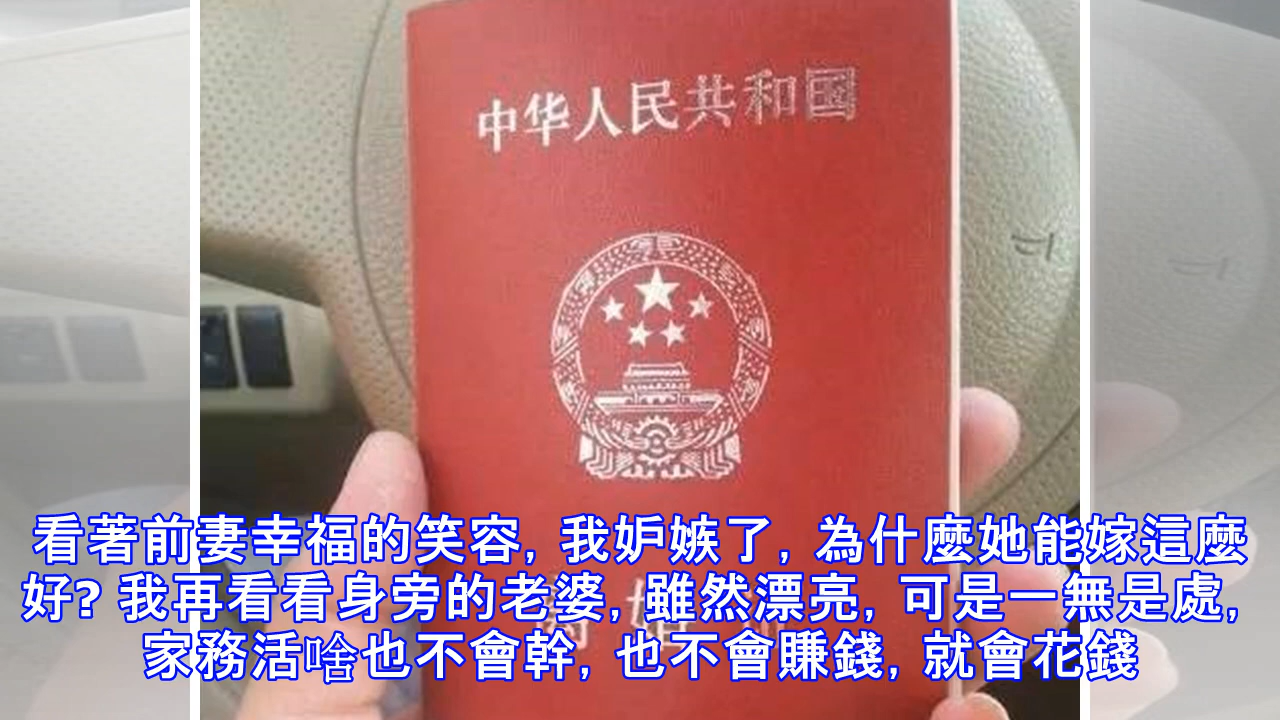 中华人民共和国
看著前妻幸福的笑容, 我妒嫉了, 為什麼她能嫁這麼
好? 我再看看身旁的老婆, 雖然漂亮, 可是一無是處,
家務活啥也不會幹, 也不會賺錢, 就會花錢